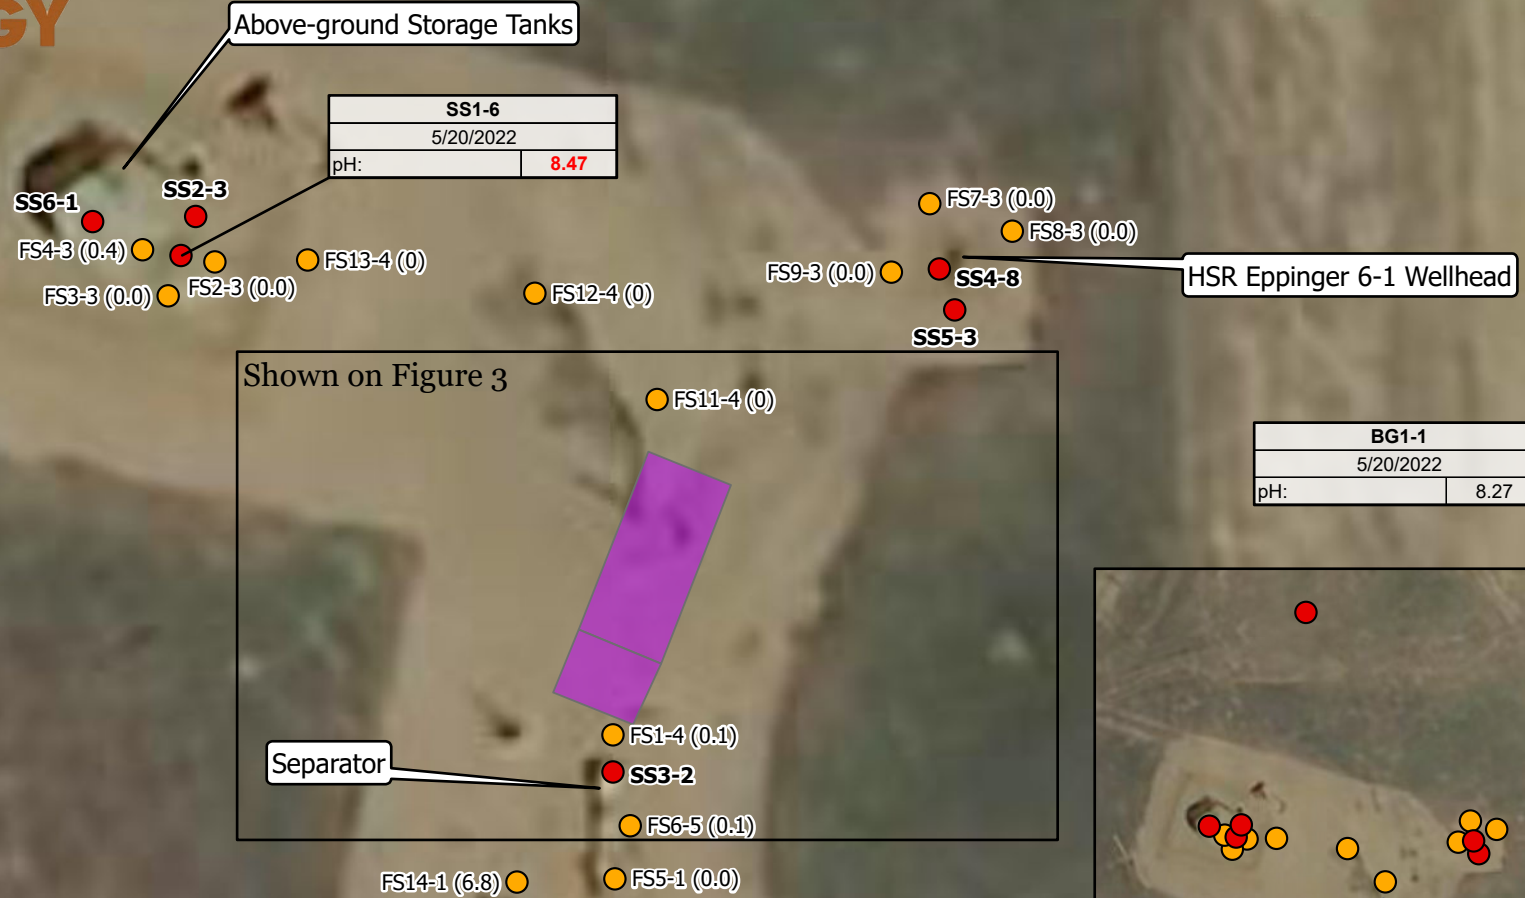 GY
Above-ground Storage Tanks
SS1-6
5/20/2022
pH: 8.47
SS2-3
SS6-1
FS4-3 (0.4)
FS3-3 (0.0)
FS2-3 (0.0)
FS13-4 (0)
FS12-4 (0)
FS7-3 (0.0)
FS8-3 (0.0)
FS9-3 (0.0)
SS4-8
HSR Eppinger 6-1 Wellhead
SS5-3
Shown on Figure 3
FS11-4 (0)
BG1-1
5/20/2022
pH: 8.27
FS1-4 (0.1)
Separator
SS3-2
FS6-5 (0.1)
FS14-1 (6.8)
FS5-1 (0.0)